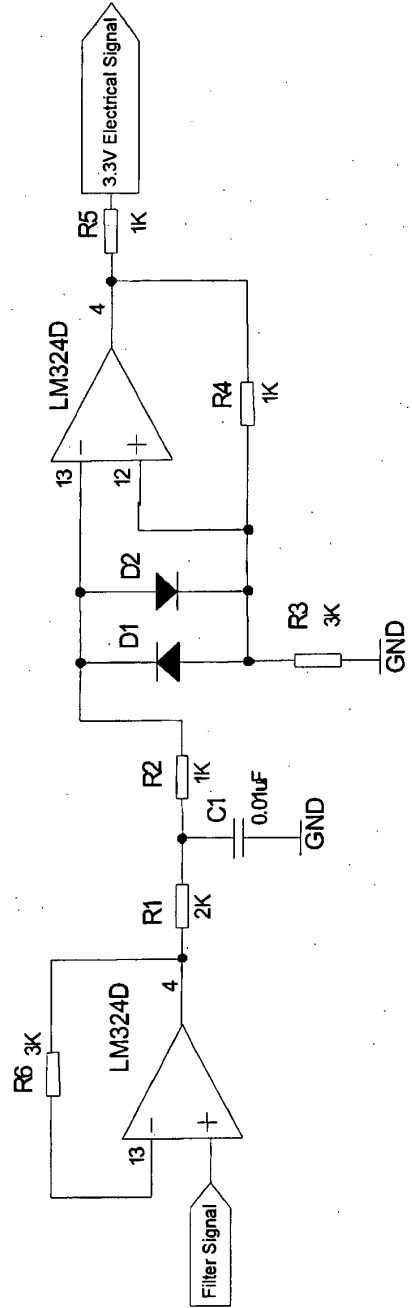 Filter Signal
13
−
+
R6
3K
LM324D
4
R1
2K
C1
0.01uF
GND
R2
1K
D1
D2
R3
3K
GND
13
12
−
+
LM324D
4
R4
1K
R5
1K
3.3V Electrical Signal